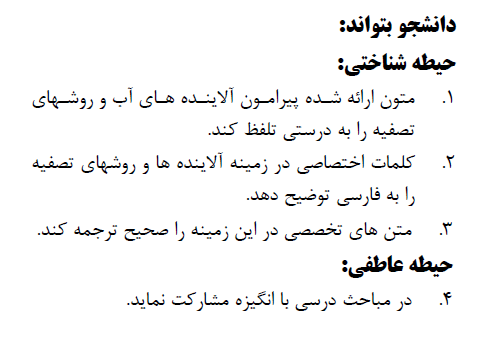 دانشجو بتواند:
حیطه شناختی:
۱. متون ارائه شده پیرامون آلاینده های آب و روشهای
تصفیه را به درستی تلفظ کند.
۲. کلمات اختصاصی در زمینه آلاینده ها و روشهای تصفیه
را به فارسی توضیح دهد.
۳. متن های تخصصی در این زمینه را صحیح ترجمه کند.
حیطه عاطفی:
۴. در مباحث درسی با انگیزه مشارکت نماید.